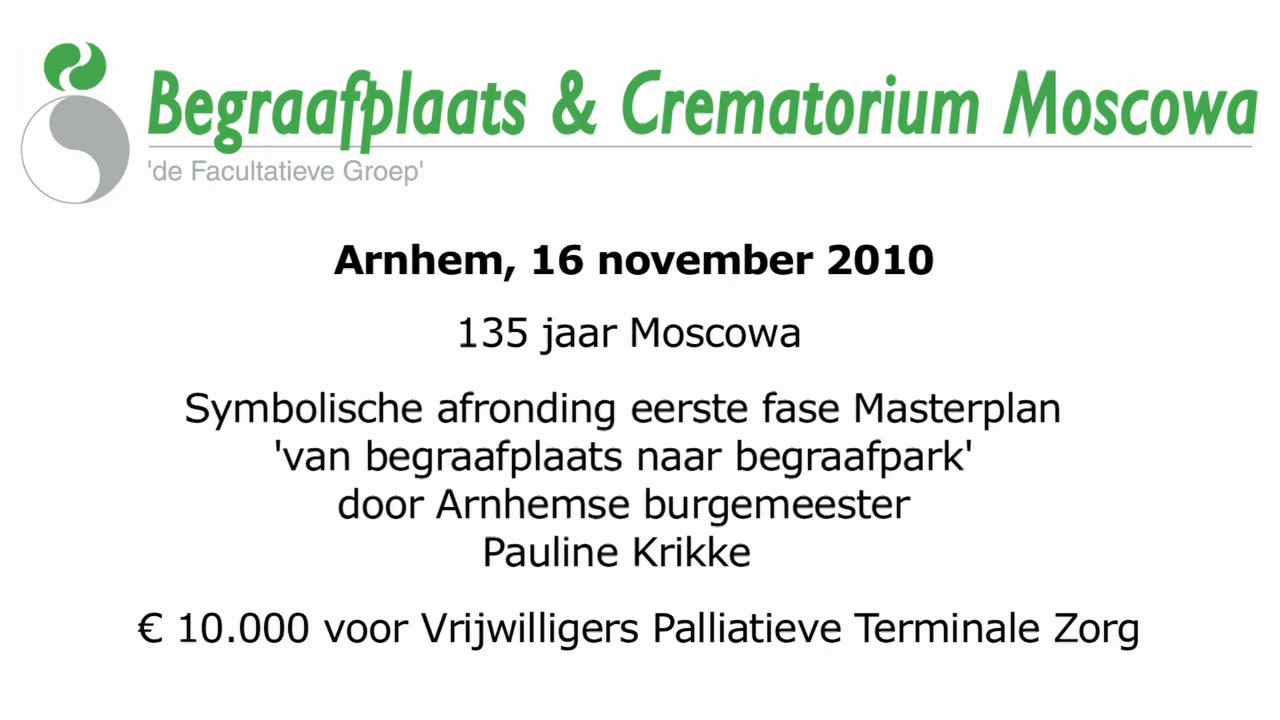 Begraafplaats & Crematorium Moscowa
'de Facultatieve Groep'
Arnhem, 16 november 2010
135 jaar Moscowa
Symbolische afronding eerste fase Masterplan
'van begraafplaats naar begraafpark'
door Arnhemse burgemeester
Pauline Krikke
€ 10.000 voor Vrijwilligers Palliatieve Terminale Zorg